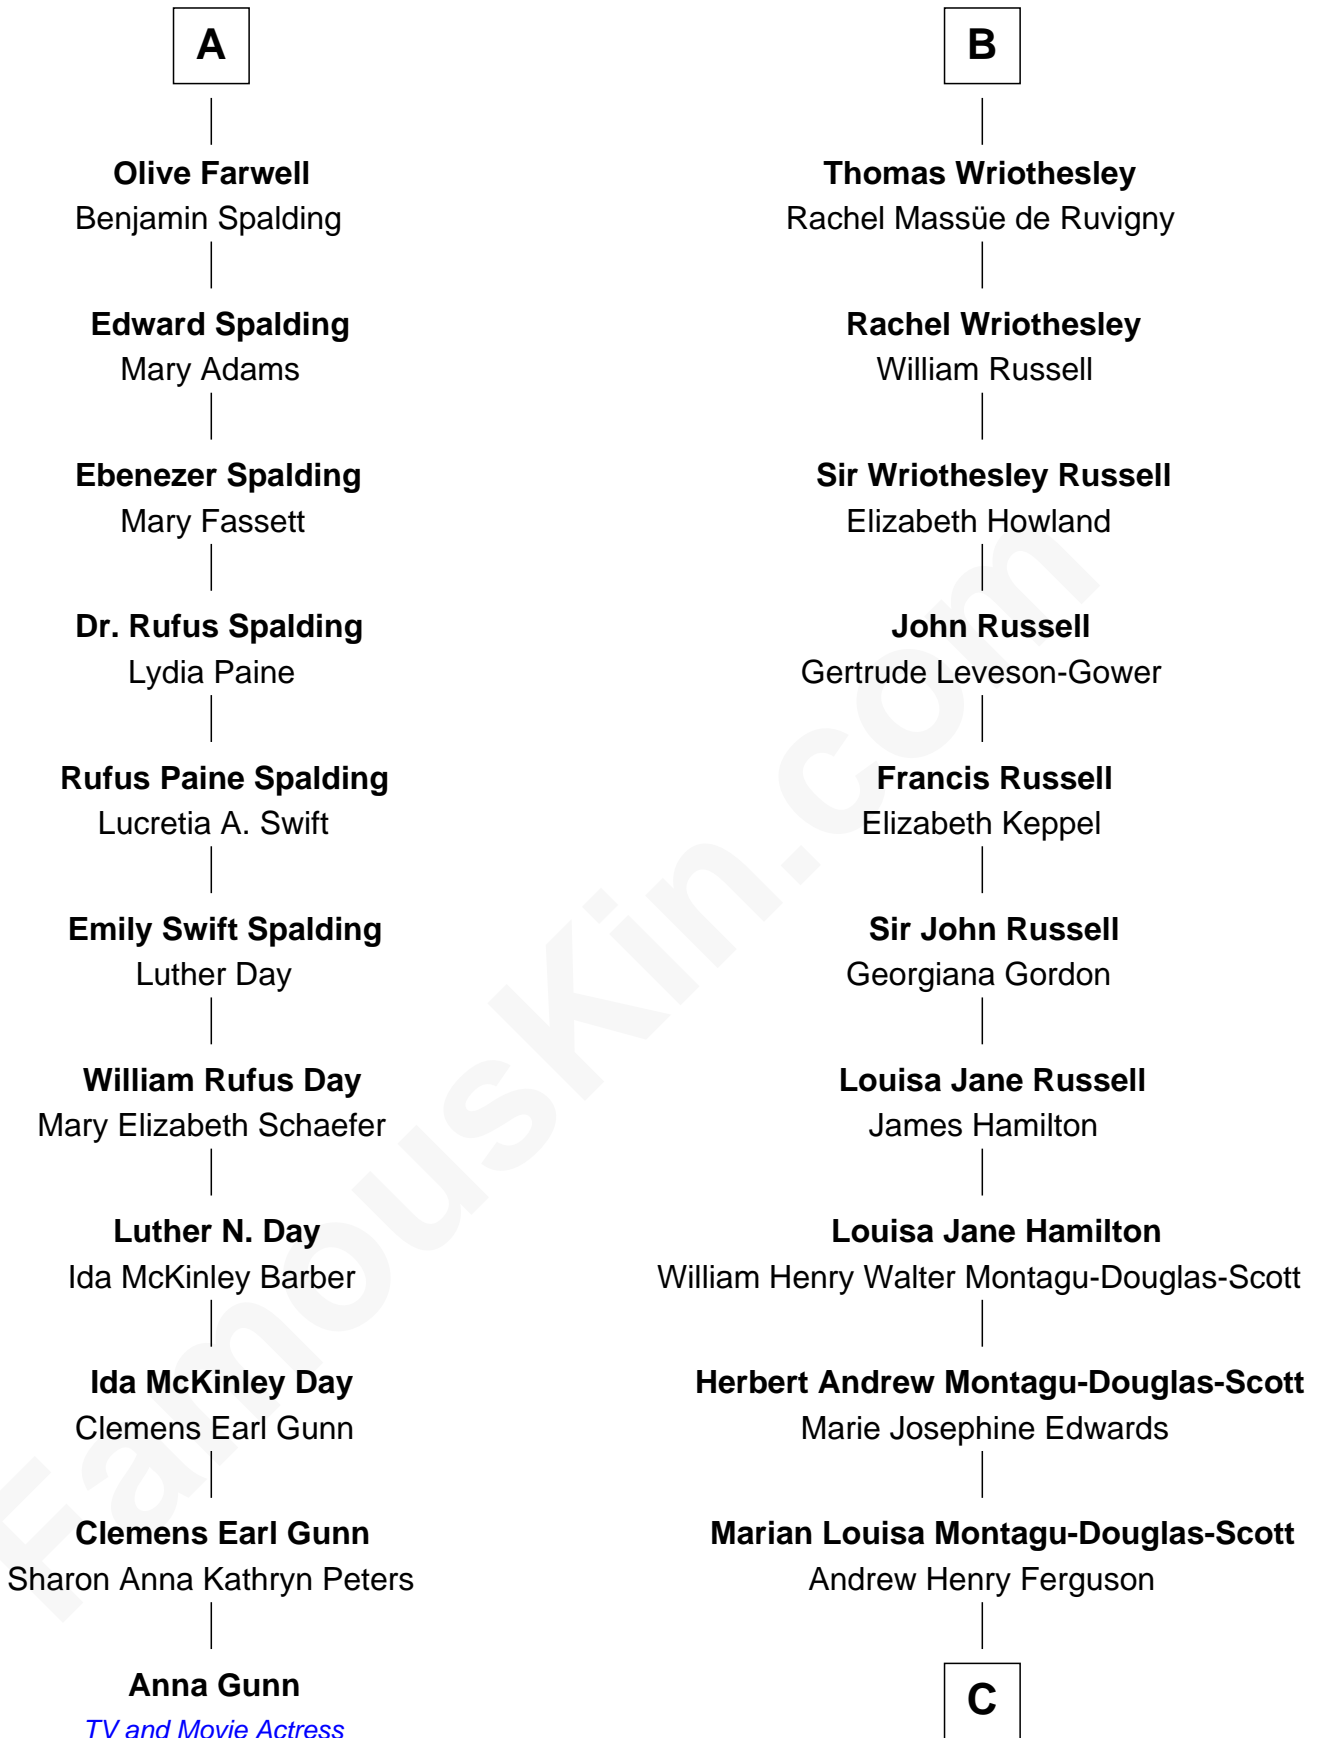 A
Olive Farwell
Benjamin Spalding
Edward Spalding
Mary Adams
Ebenezer Spalding
Mary Fassett
Dr. Rufus Spalding
Lydia Paine
Rufus Paine Spalding
Lucretia A. Swift
Emily Swift Spalding
Luther Day
William Rufus Day
Mary Elizabeth Schaefer
Luther N. Day
Ida McKinley Barber
Ida McKinley Day
Clemens Earl Gunn
Clemens Earl Gunn
Sharon Anna Kathryn Peters
Anna Gunn
TV and Movie Actress
B
Thomas Wriothesley
Rachel Massüe de Ruvigny
Rachel Wriothesley
William Russell
Sir Wriothesley Russell
Elizabeth Howland
John Russell
Gertrude Leveson-Gower
Francis Russell
Elizabeth Keppel
Sir John Russell
Georgiana Gordon
Louisa Jane Russell
James Hamilton
Louisa Jane Hamilton
William Henry Walter Montagu-Douglas-Scott
Herbert Andrew Montagu-Douglas-Scott
Marie Josephine Edwards
Marian Louisa Montagu-Douglas-Scott
Andrew Henry Ferguson
C
FamousKin.com